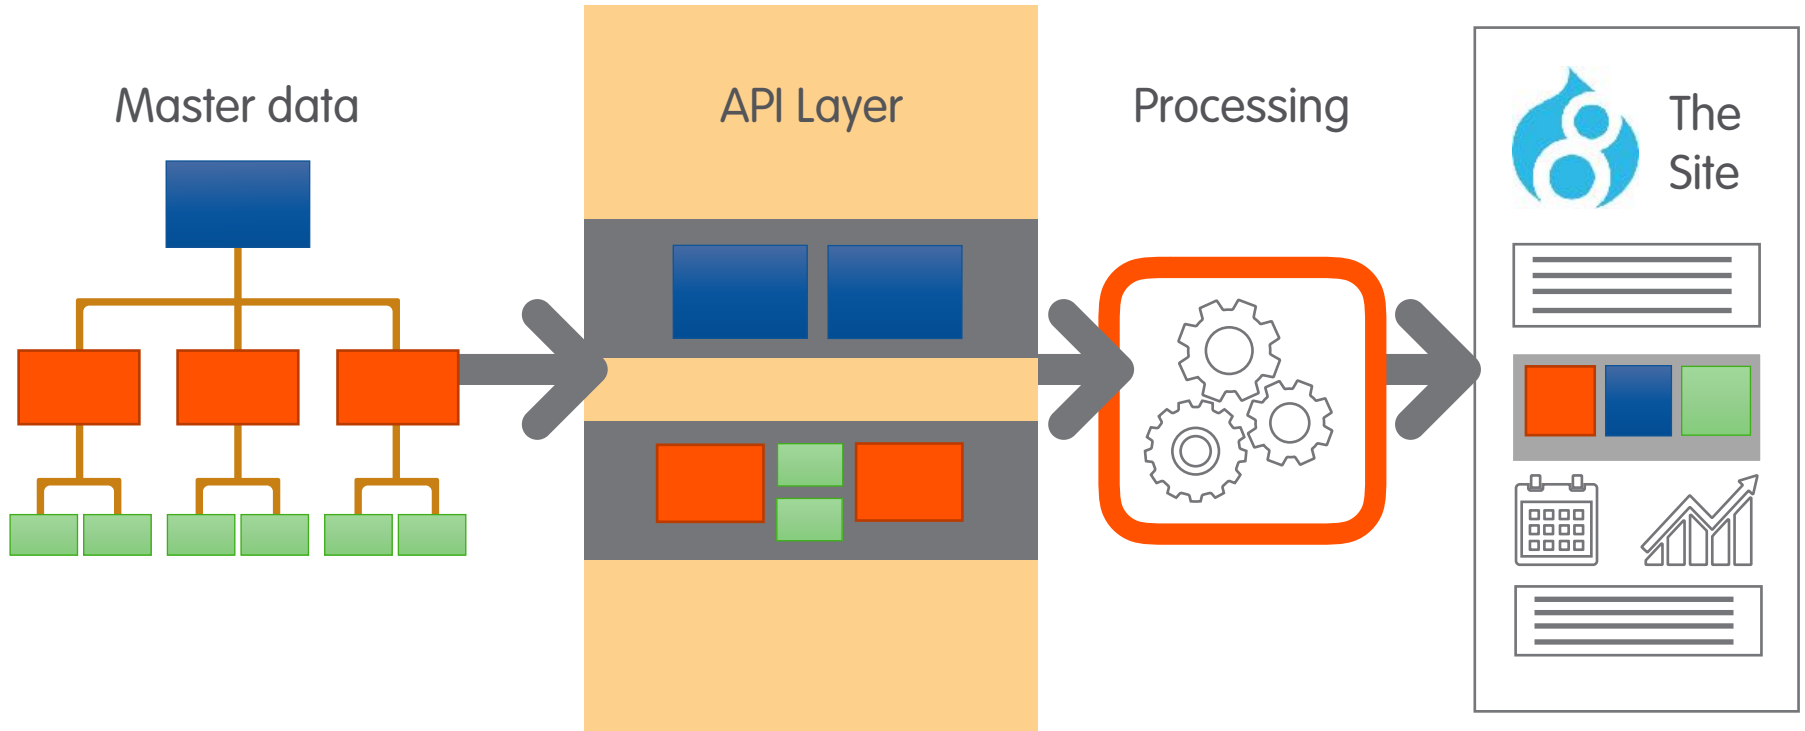 Master data
API Layer
Processing
The
Site